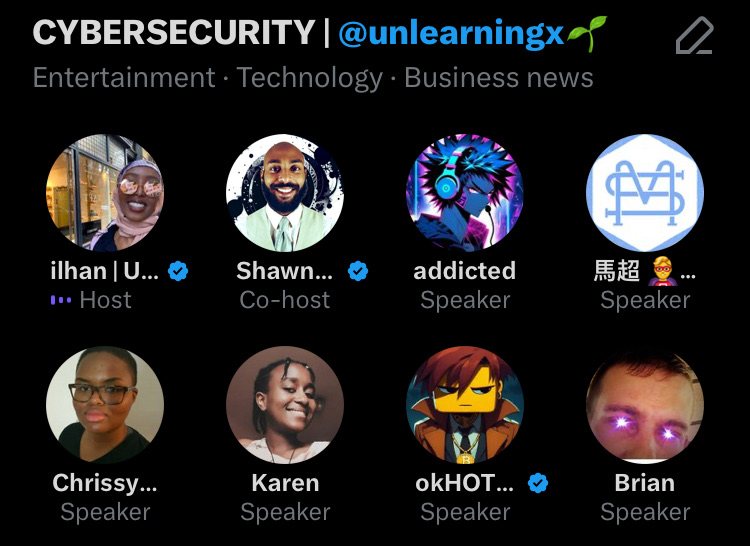 CYBERSECURITY | @unlearningx🌱
Entertainment · Technology · Business news
ilhan | U... Shawn... addicted 馬超 🦸...
Host Co-host Speaker Speaker
Chrissy... Karen okHOT... Brian
Speaker Speaker Speaker Speaker